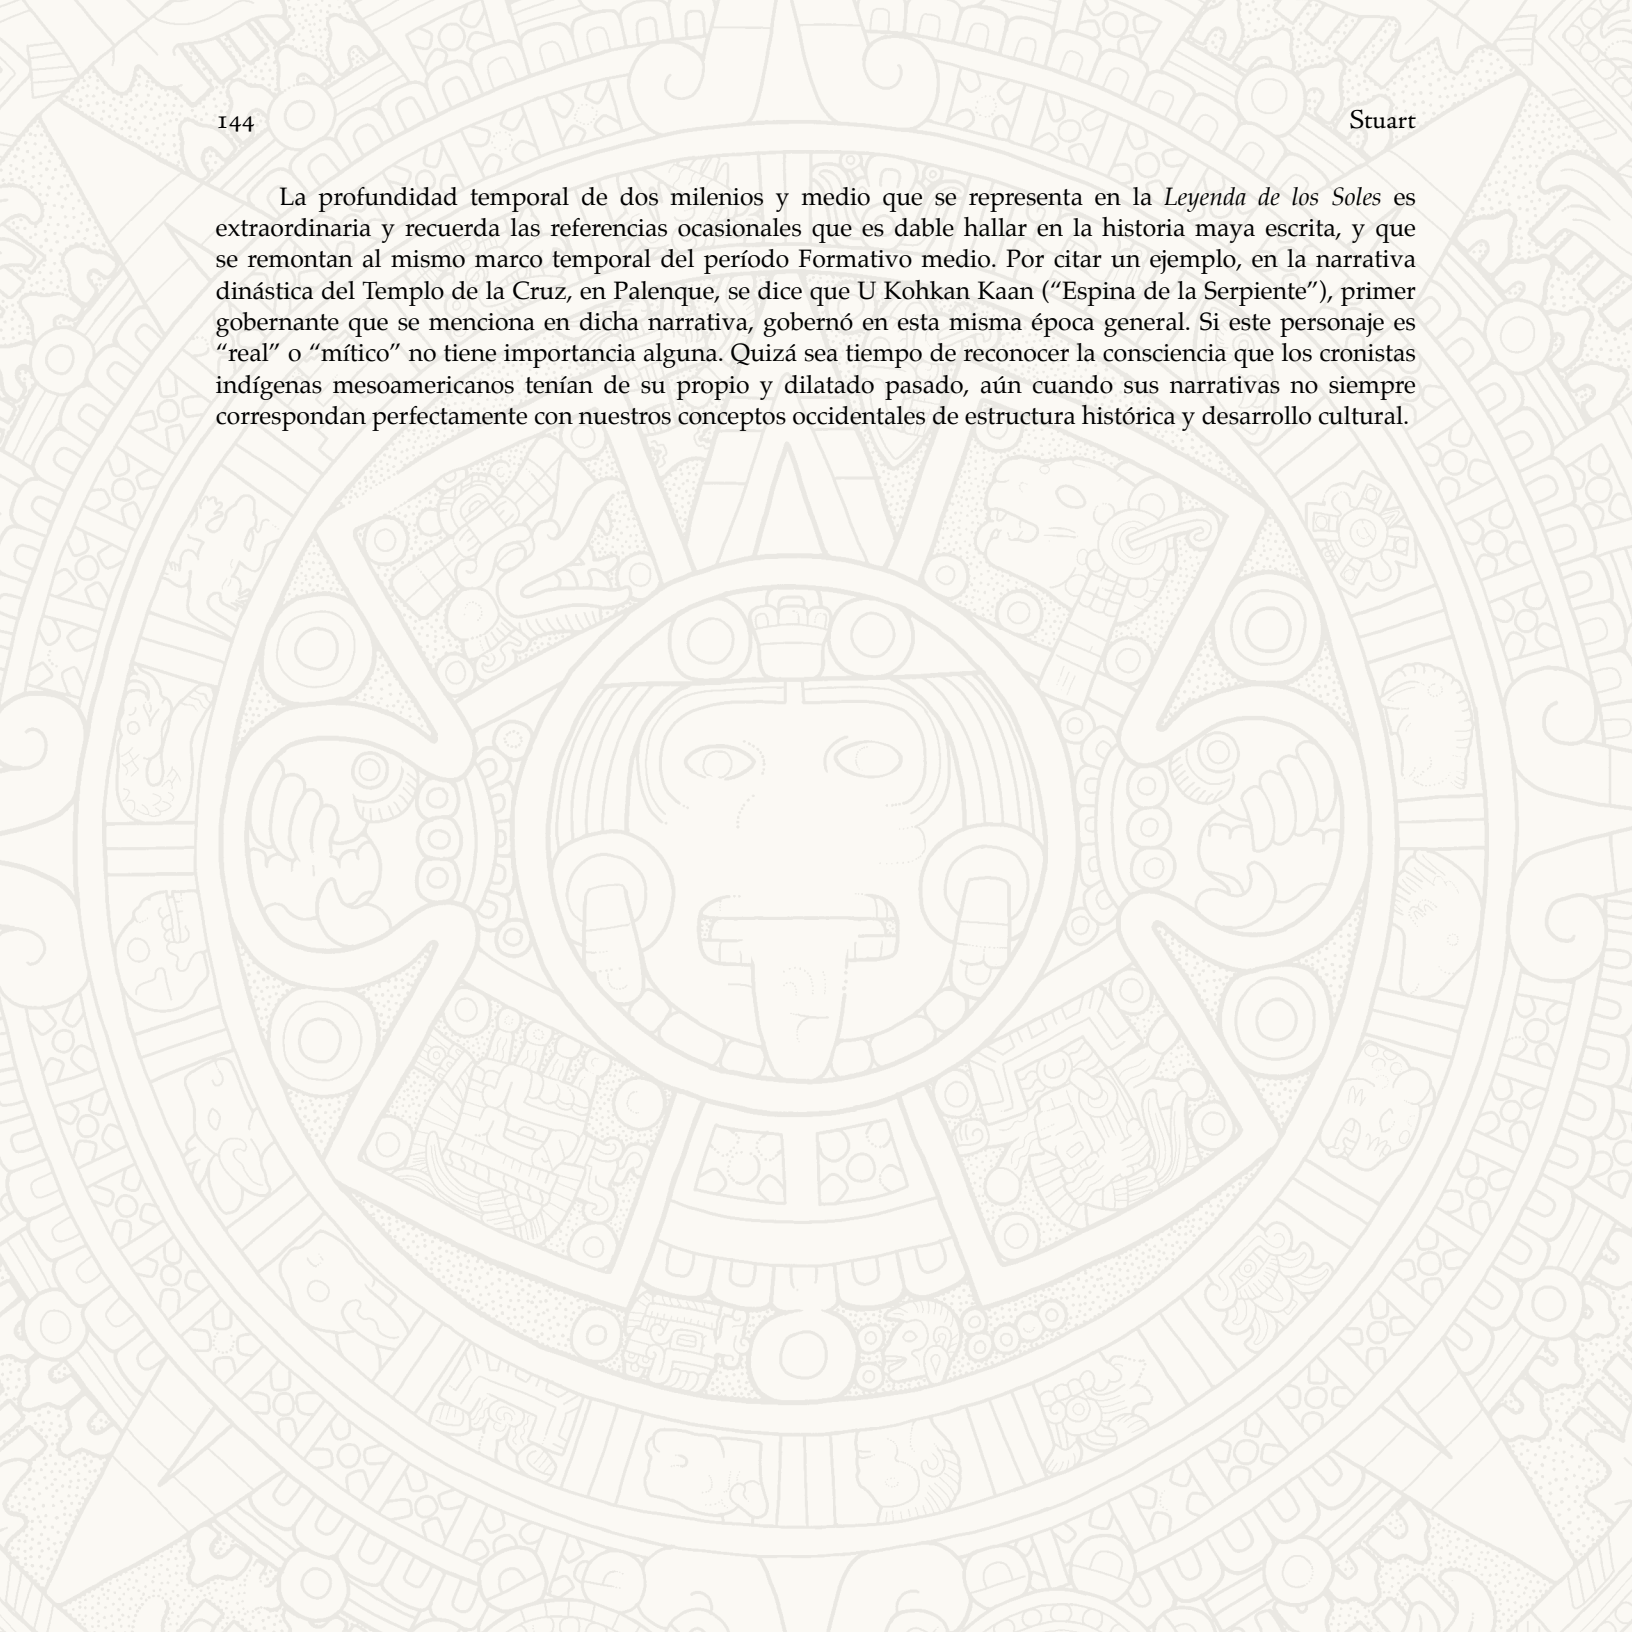 144 Stuart
La profundidad temporal de dos milenios y medio que se representa en la Leyenda de los Soles es
extraordinaria y recuerda las referencias ocasionales que es dable hallar en la historia maya escrita, y que
se remontan al mismo marco temporal del período Formativo medio. Por citar un ejemplo, en la narrativa
dinástica del Templo de la Cruz, en Palenque, se dice que U Kohkan Kaan (“Espina de la Serpiente”), primer
gobernante que se menciona en dicha narrativa, gobernó en esta misma época general. Si este personaje es
“real” o “mítico” no tiene importancia alguna. Quizá sea tiempo de reconocer la consciencia que los cronistas
indígenas mesoamericanos tenían de su propio y dilatado pasado, aún cuando sus narrativas no siempre
correspondan perfectamente con nuestros conceptos occidentales de estructura histórica y desarrollo cultural.